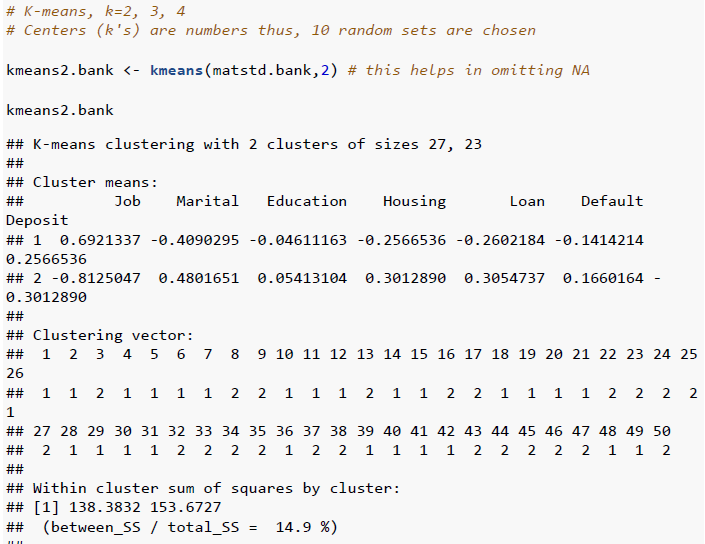 # K-means, k=2, 3, 4
# Centers (k's) are numbers thus, 10 random sets are chosen
kmeans2.bank <- kmeans(matstd.bank,2) # this helps in omitting NA
kmeans2.bank
## K-means clustering with 2 clusters of sizes 27, 23
##
## Cluster means:
##          Job    Marital   Education    Housing       Loan    Default
Deposit
## 1  0.6921337 -0.4090295 -0.04611163 -0.2566536 -0.2602184 -0.1414214
0.2566536
## 2 -0.8125047  0.4801651  0.05413104  0.3012890  0.3054737  0.1660164 -
0.3012890
##
## Clustering vector:
##  1  2  3  4  5  6  7  8  9 10 11 12 13 14 15 16 17 18 19 20 21 22 23 24 25
26
##  1  1  2  1  1  1  1  2  2  1  1  1  2  1  1  2  2  1  1  1  1  2  2  2  2
1
## 27 28 29 30 31 32 33 34 35 36 37 38 39 40 41 42 43 44 45 46 47 48 49 50
##  2  1  1  1  1  2  2  2  2  1  2  2  1  1  1  1  2  2  2  2  2  1  1  2
##
## Within cluster sum of squares by cluster:
## [1] 138.3832 153.6727
##  (between_SS / total_SS =  14.9 %)
##